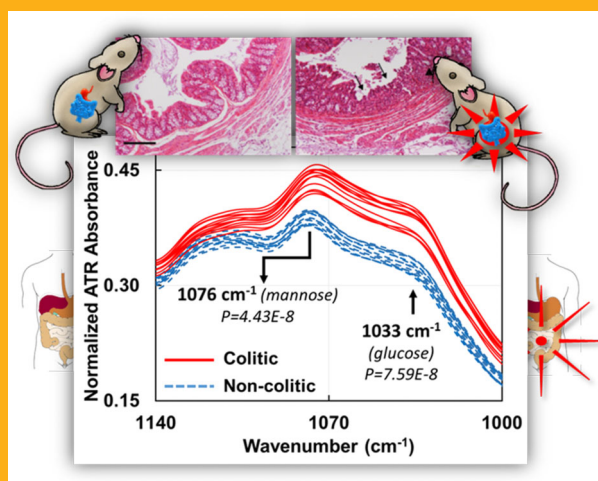 Normalized ATR Absorbance
0.45
0.30
0.15
1076 cm⁻¹ (mannose)
P=4.43E-8
1033 cm⁻¹
(glucose)
P=7.59E-8
Colitic
Non-colitic
1140
1070
1000
Wavenumber (cm⁻¹)